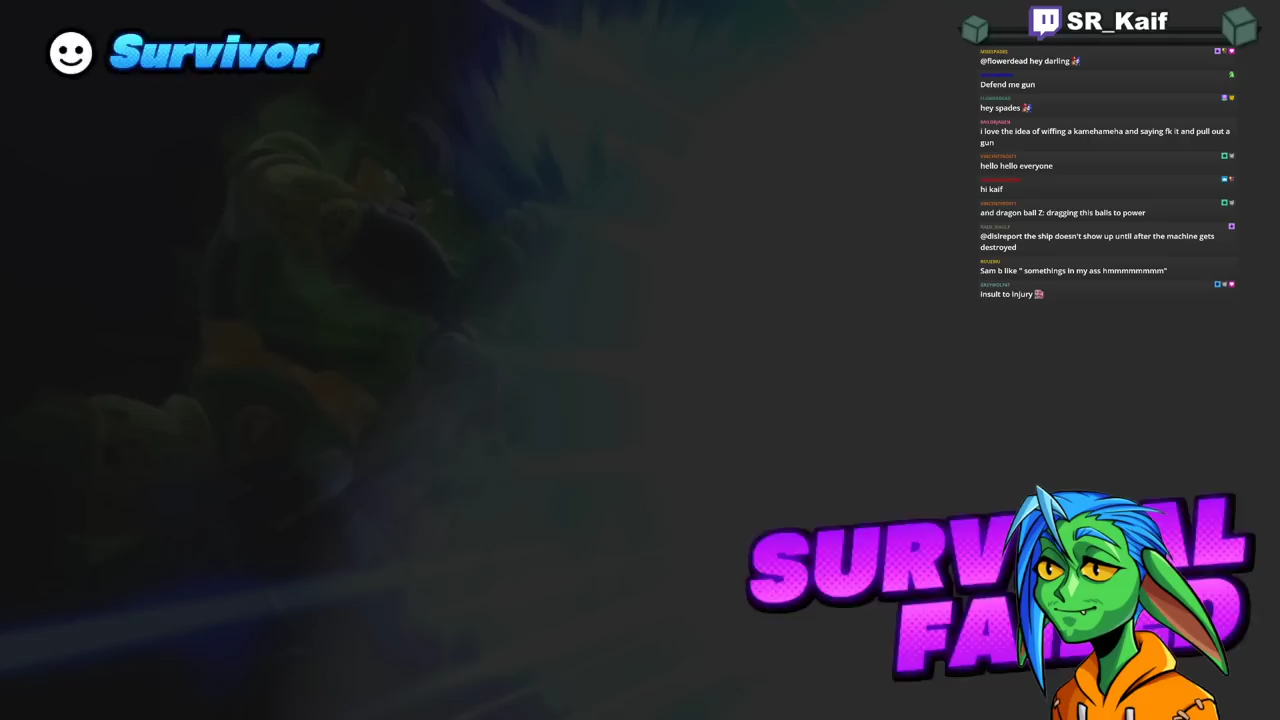 Survivor
SR_Kaif
MSSESPADES
@flowerdead hey darling
Defend me gun
hey spades
i love the idea of wiffing a kamehameha and saying fk it and pull out a
gun
hello hello everyone
hi kaif
and dragon ball Z: dragging this balls to power
@dislreport the ship doesn't show up until after the machine gets
destroyed
Sam b like " somethings in my ass hmmmmmmmm"
Insult to Injury
SURVIVAL
FAILED